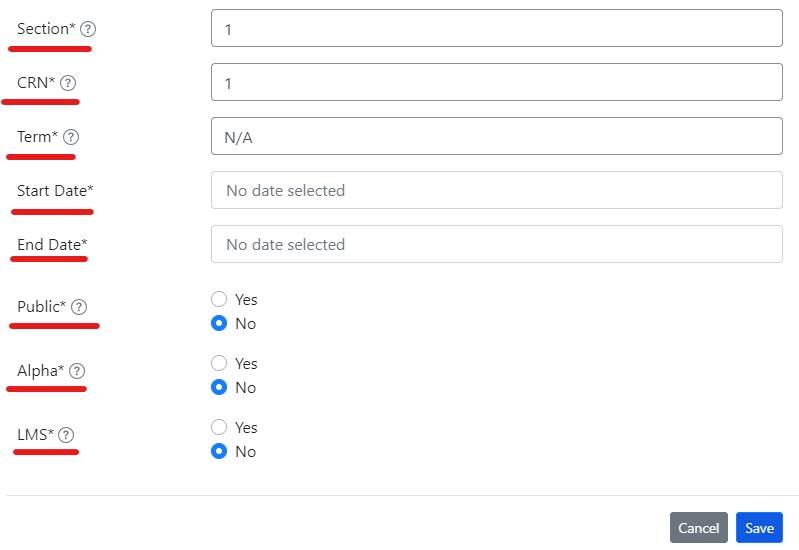 Section* ? 1
CRN* ? 1
Term* ? N/A
Start Date* No date selected
End Date* No date selected
Public* ? Yes
No
Alpha* ? Yes
No
LMS* ? Yes
No
Cancel Save